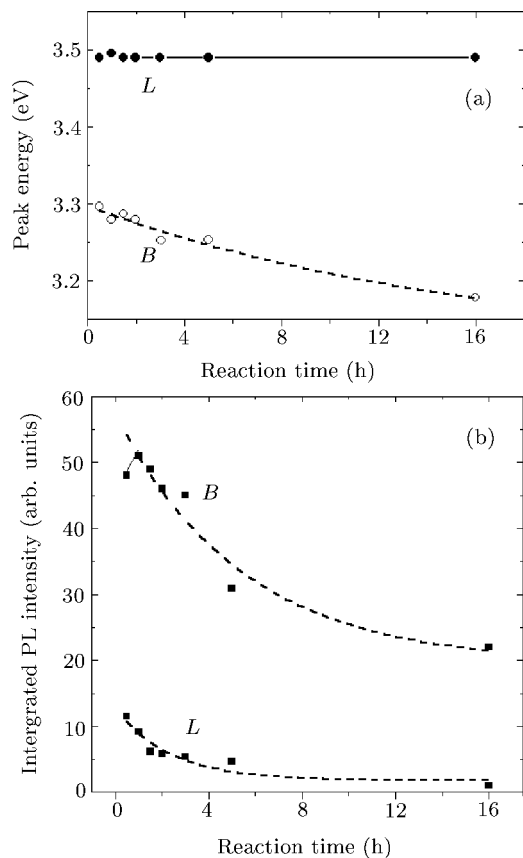 3.5
3.4
3.3
3.2
Peak energy (eV)
L
(a)
B
0
4
8
12
16
Reaction time (h)
60
50
40
30
20
10
0
Intergrated PL intensity (arb. units)
(b)
B
L
0
4
8
12
16
Reaction time (h)